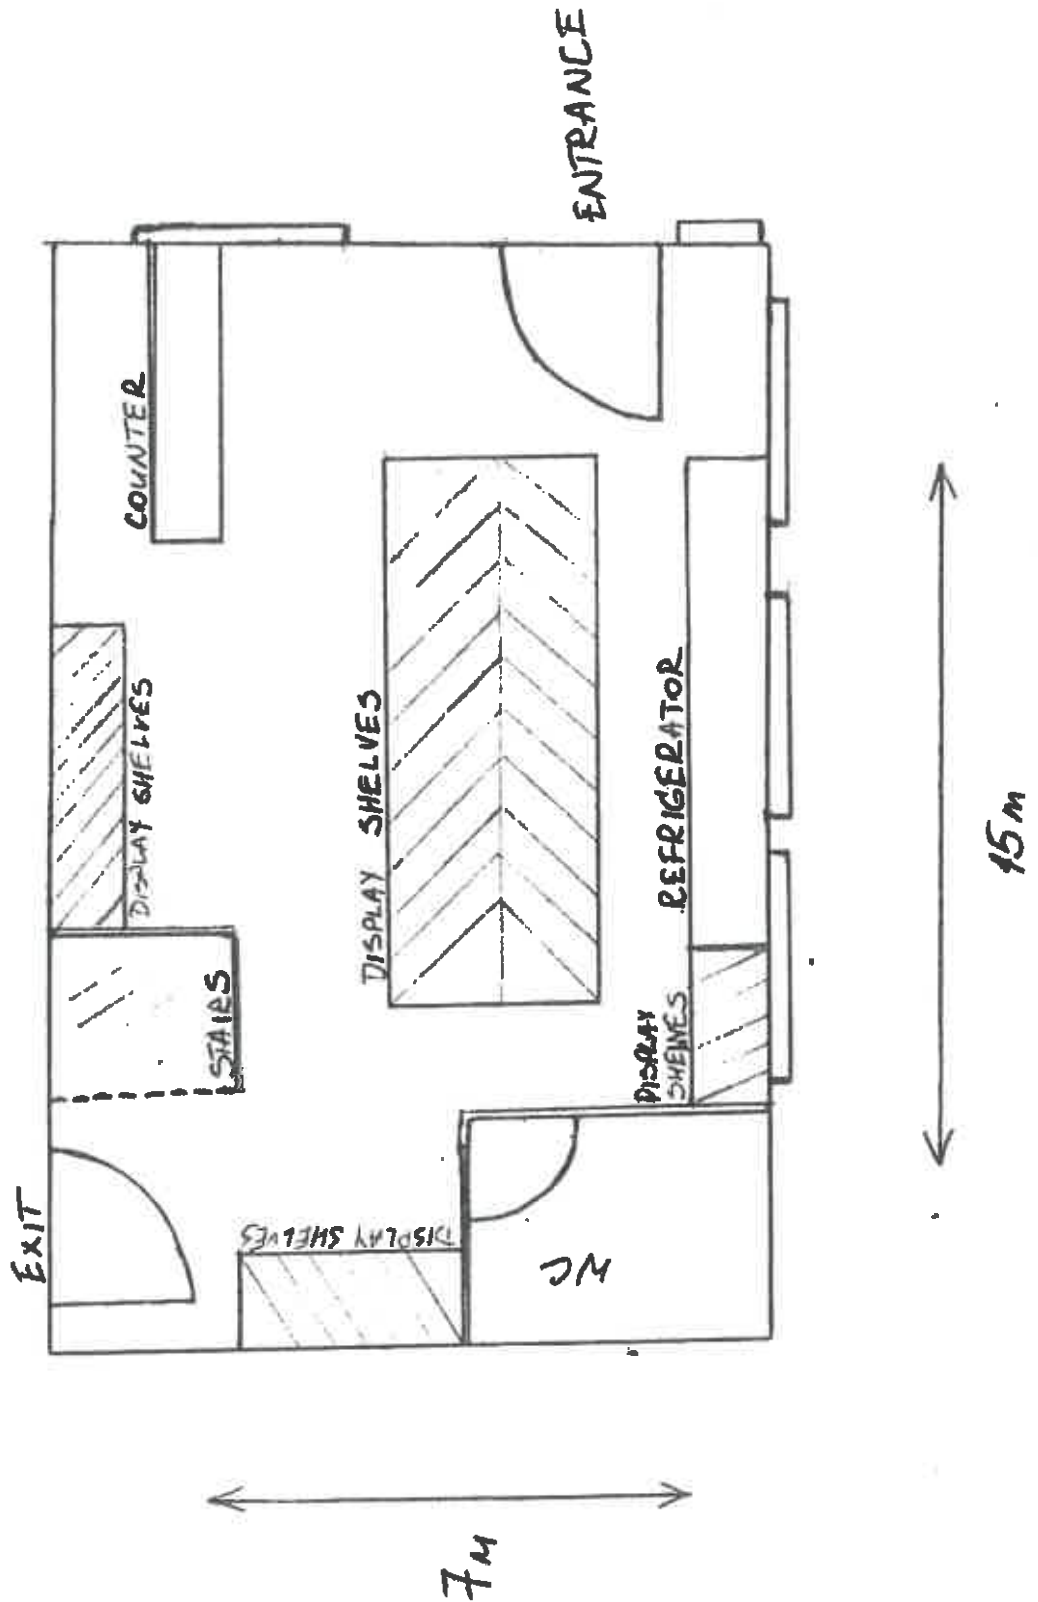 ENTRANCE
COUNTER
DISPLAY SHELVES
DISPLAY SHELVES
REFRIGERATOR
STAIRS
DISPLAY
SHELVES
EXIT
DISPLAY SHELVES
WC
15M
7M